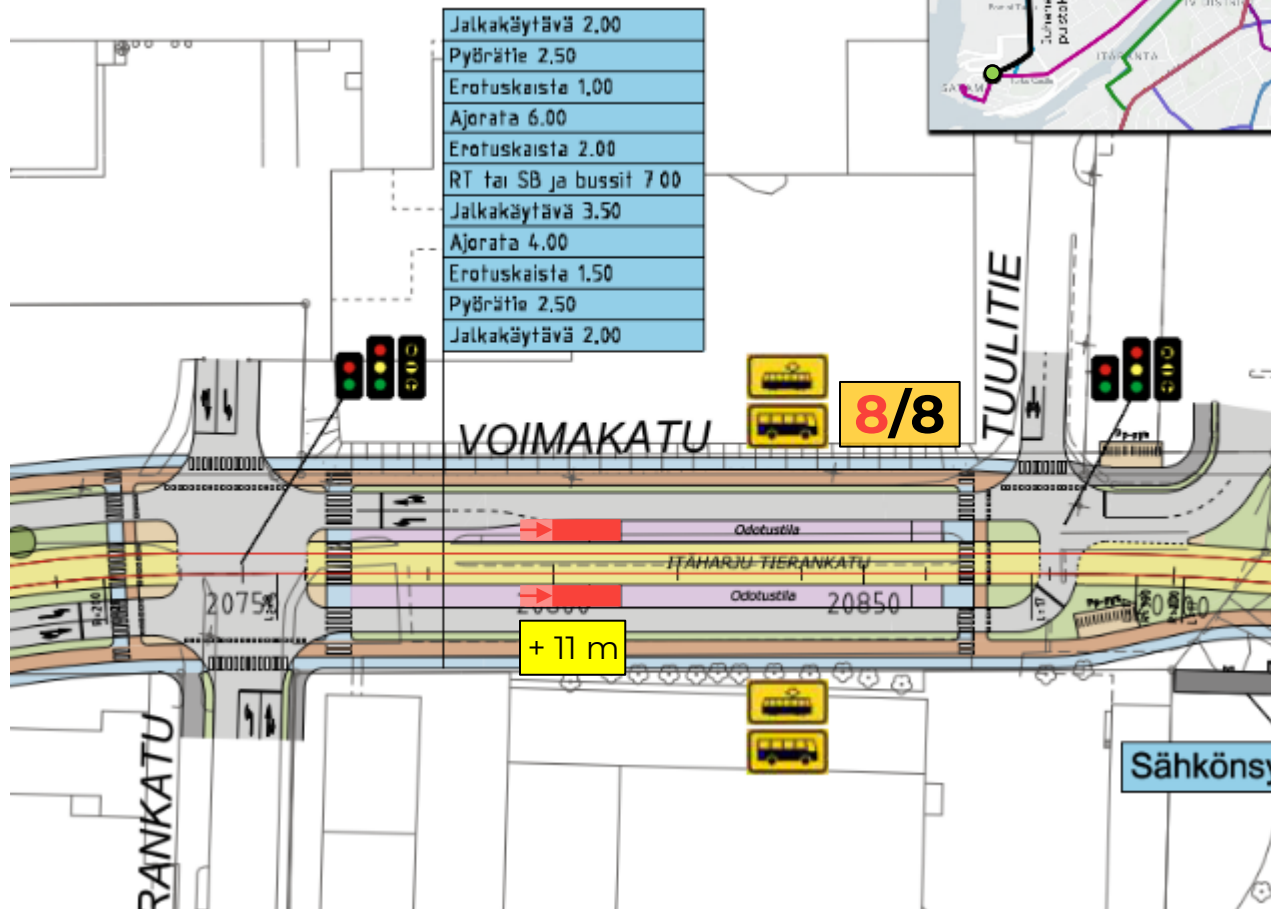 Jalkakäytävä 2,00
Pyörätie 2,50
Erotuskaista 1,00
Ajorata 6.00
Erotuskaista 2.00
RT tai SB ja bussit 7 00
Jalkakäytävä 3.50
Ajorata 4.00
Erotuskaista 1.50
Pyörätie 2,50
Jalkakäytävä 2,00
ITÄRANTA
TUULITIE
8/8
VOIMAKATU
Odotustila
ITÄHARJU TIERANKATU
Odotustila
20850
+ 11 m
RANKATU
Sähkönsy